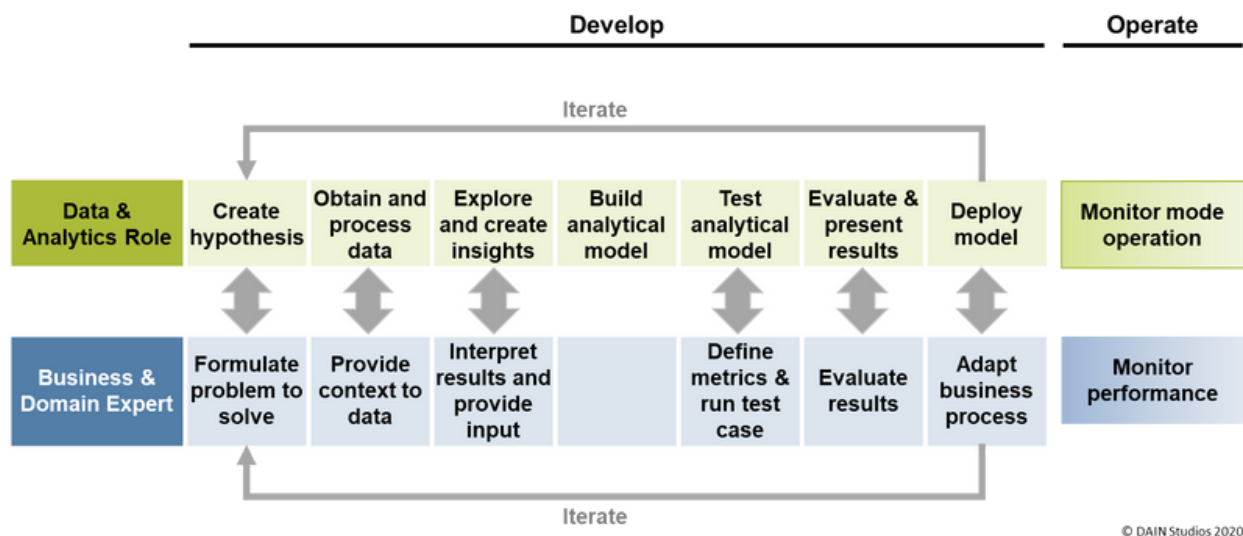 Develop
Operate
Iterate
Data &
Analytics Role
Create
hypothesis
Obtain and
process
data
Explore
and create
insights
Build
analytical
model
Test
analytical
model
Evaluate &
present
results
Deploy
model
Monitor mode
operation
Business &
Domain Expert
Formulate
problem to
solve
Provide
context to
data
Interpret
results and
provide
input
Define
metrics &
run test
case
Evaluate
results
Adapt
business
process
Monitor
performance
Iterate
© DAIN Studios 2020